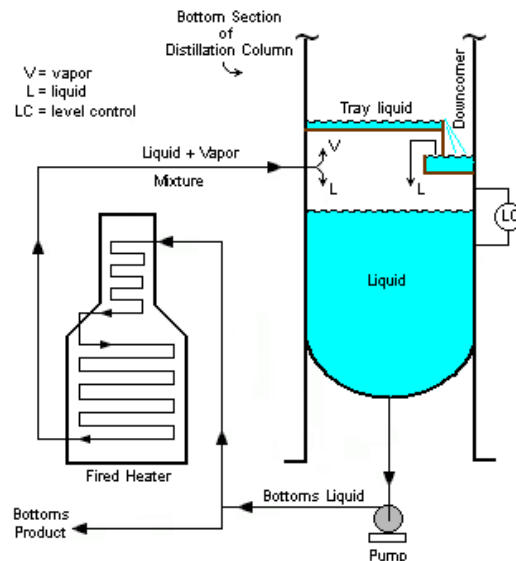 Bottom Section
of
Distillation Column
V = vapor
L = liquid
LC = level control
Downcomer
Tray liquid
Liquid + Vapor
Mixture
V
L
L
LC
Liquid
Fired Heater
Bottoms Liquid
Bottoms
Product
Pump